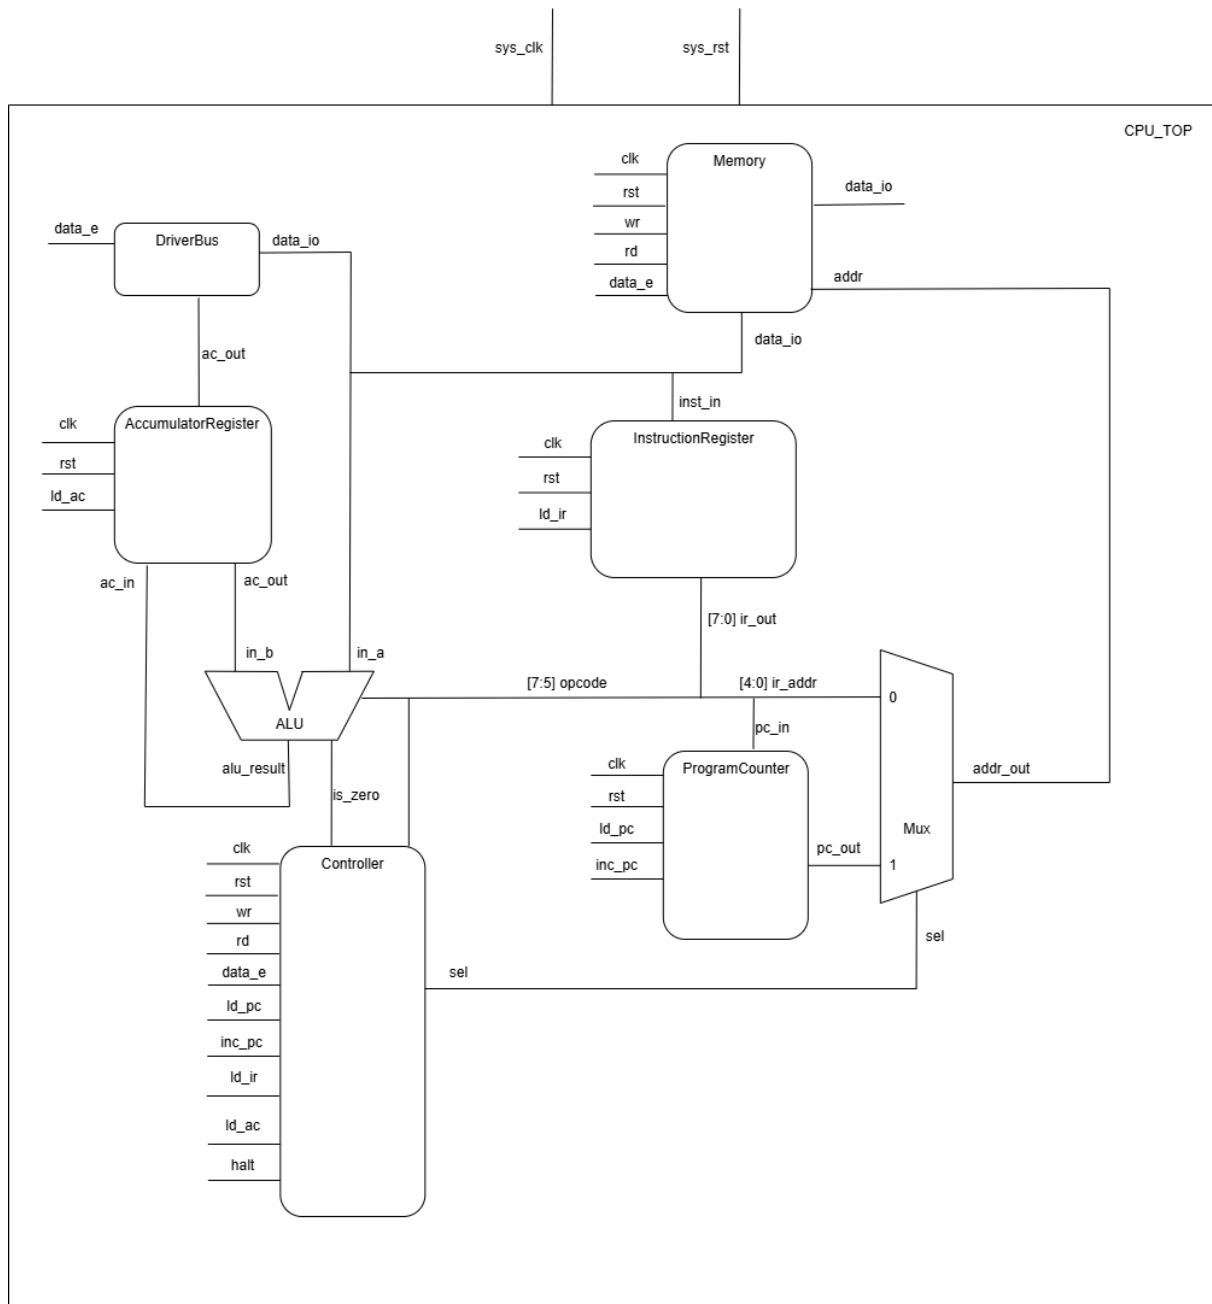 sys_clk
sys_rst
CPU_TOP
clk
Memory
rst
data_io
wr
rd
data_e
addr
data_io
data_e
DriverBus
data_io
ac_out
inst_in
clk
AccumulatorRegister
rst
ld_ac
clk
InstructionRegister
rst
ld_ir
ac_in
ac_out
[7:0] ir_out
in_b
in_a
[7:5] opcode
[4:0] ir_addr
0
ALU
pc_in
alu_result
is_zero
clk
ProgramCounter
rst
ld_pc
inc_pc
pc_out
addr_out
Mux
1
sel
clk
Controller
rst
wr
rd
data_e
ld_pc
inc_pc
ld_ir
ld_ac
halt
sel